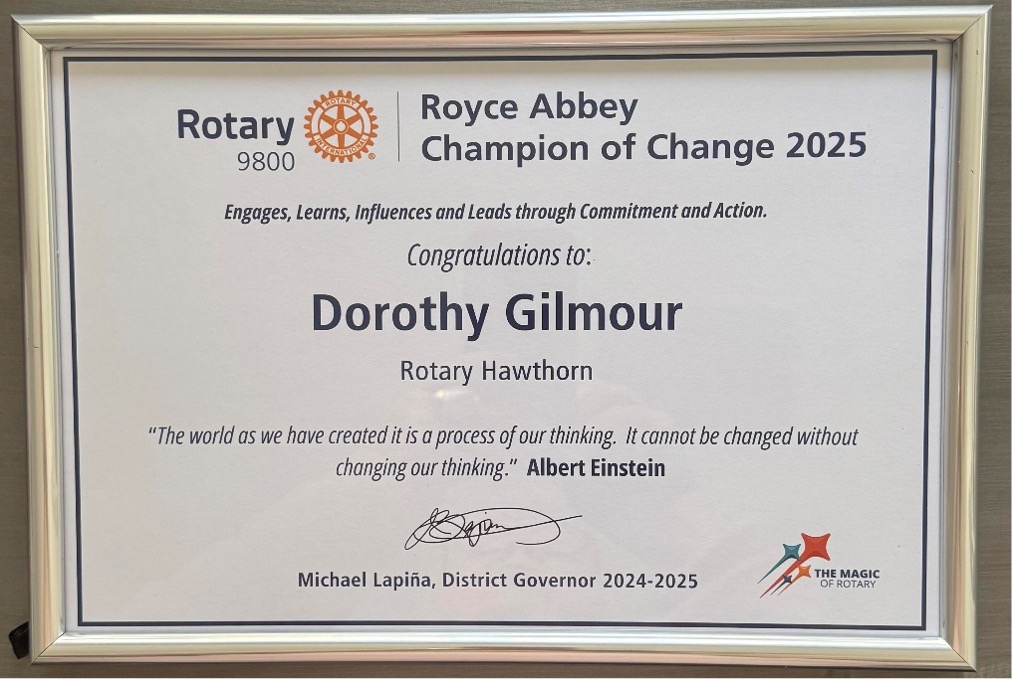 Rotary
9800
ROTARY
INTERNATIONAL
Royce Abbey
Champion of Change 2025
Engages, Learns, Influences and Leads through Commitment and Action.
Congratulations to:
Dorothy Gilmour
Rotary Hawthorn
“The world as we have created it is a process of our thinking. It cannot be changed without
changing our thinking.” Albert Einstein
Michael Lapiña, District Governor 2024-2025
THE MAGIC
OF ROTARY